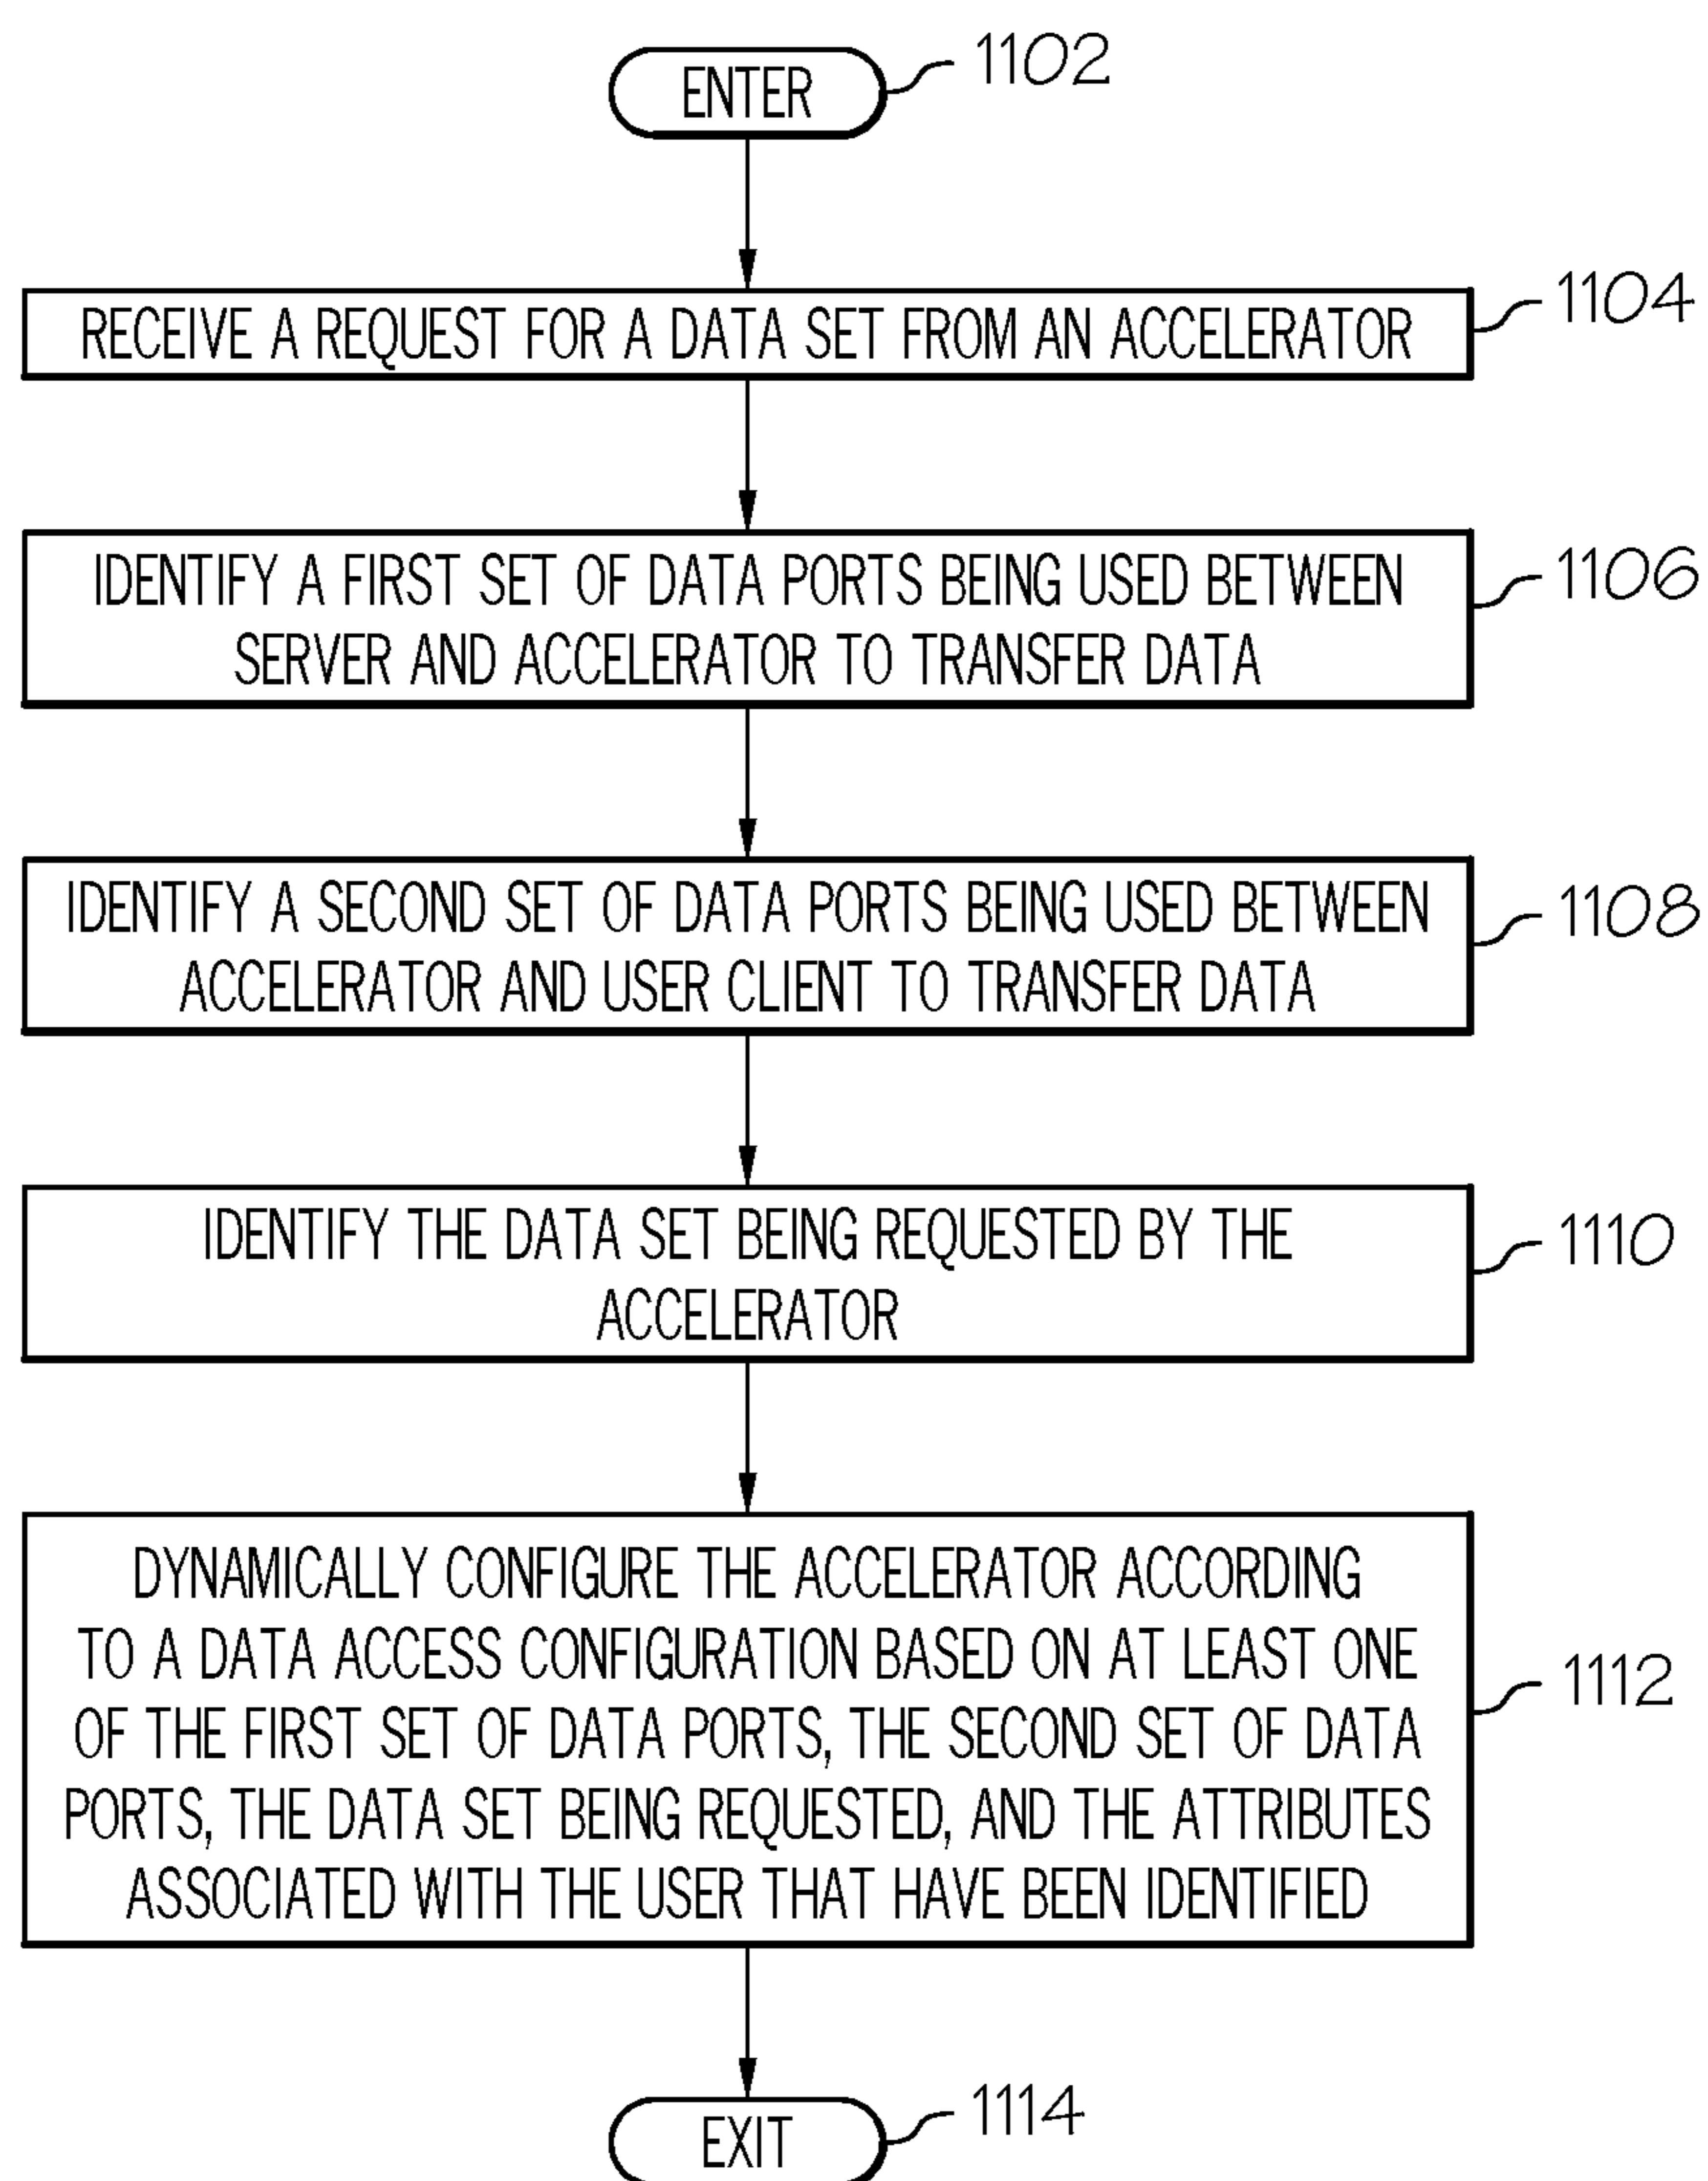 ENTER
1102
RECEIVE A REQUEST FOR A DATA SET FROM AN ACCELERATOR
1104
IDENTIFY A FIRST SET OF DATA PORTS BEING USED BETWEEN
SERVER AND ACCELERATOR TO TRANSFER DATA
1106
IDENTIFY A SECOND SET OF DATA PORTS BEING USED BETWEEN
ACCELERATOR AND USER CLIENT TO TRANSFER DATA
1108
IDENTIFY THE DATA SET BEING REQUESTED BY THE
ACCELERATOR
1110
DYNAMICALLY CONFIGURE THE ACCELERATOR ACCORDING
TO A DATA ACCESS CONFIGURATION BASED ON AT LEAST ONE
OF THE FIRST SET OF DATA PORTS, THE SECOND SET OF DATA
PORTS, THE DATA SET BEING REQUESTED, AND THE ATTRIBUTES
ASSOCIATED WITH THE USER THAT HAVE BEEN IDENTIFIED
1112
EXIT
1114